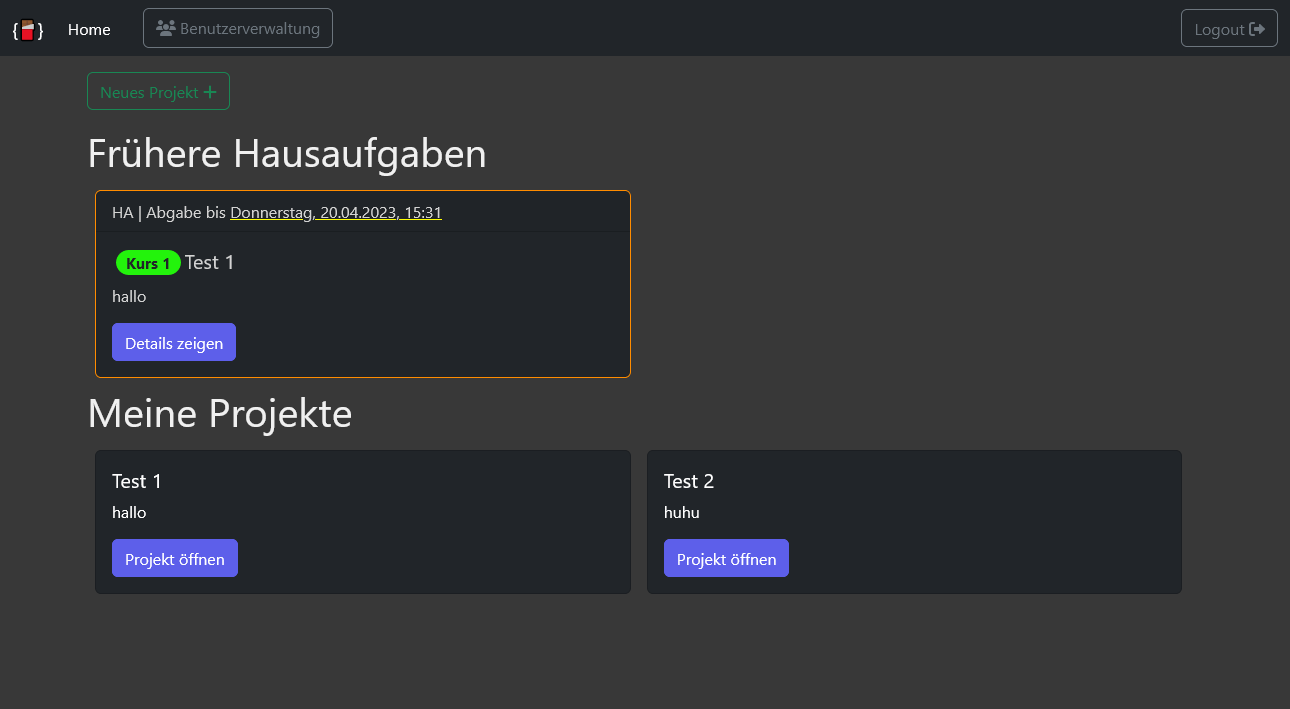 Home
Benutzerverwaltung
Logout
Neues Projekt +
Frühere Hausaufgaben
HA | Abgabe bis Donnerstag, 20.04.2023, 15:31
Kurs 1 Test 1
hallo
Details zeigen
Meine Projekte
Test 1
hallo
Projekt öffnen
Test 2
huhu
Projekt öffnen